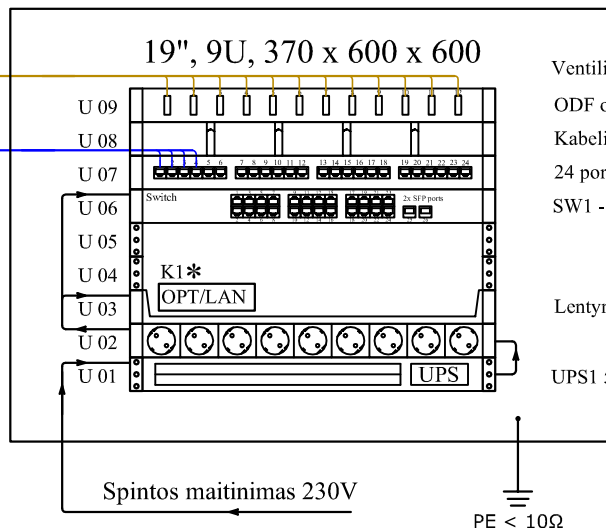 19", 9U, 370 x 600 x 600
Ventili
U 09
ODF
U 08
Kabeli
1 2 3 4 5 6 7 8 9 10 11 12 13 14 15 16 17 18 19 20 21 22 23 24
U 07
24 por
Switch
2x SFP ports
U 06
SW1 -
U 05
U 04
K1*
OPT/LAN
U 03
Lentyn
U 02
U 01
UPS
UPS1
Spintos maitinimas 230V
PE < 10Ω